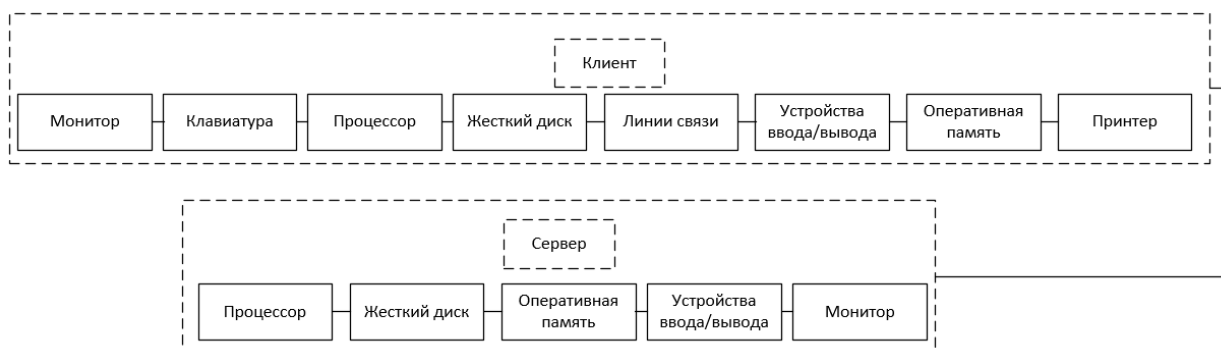 Клиент
Монитор
Клавиатура
Процессор
Жесткий диск
Линии связи
Устройства
ввода/вывода
Оперативная
память
Принтер
Сервер
Процессор
Жесткий диск
Оперативная
память
Устройства
ввода/вывода
Монитор